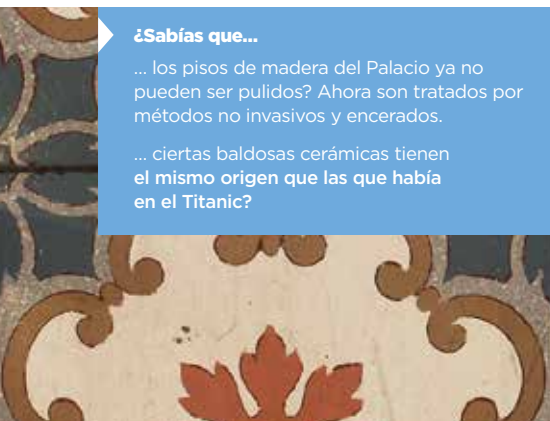 ¿Sabías que...
... los pisos de madera del Palacio ya no
pueden ser pulidos? Ahora son tratados por
métodos no invasivos y encerados.
... ciertas baldosas cerámicas tienen
el mismo origen que las que había
en el Titanic?